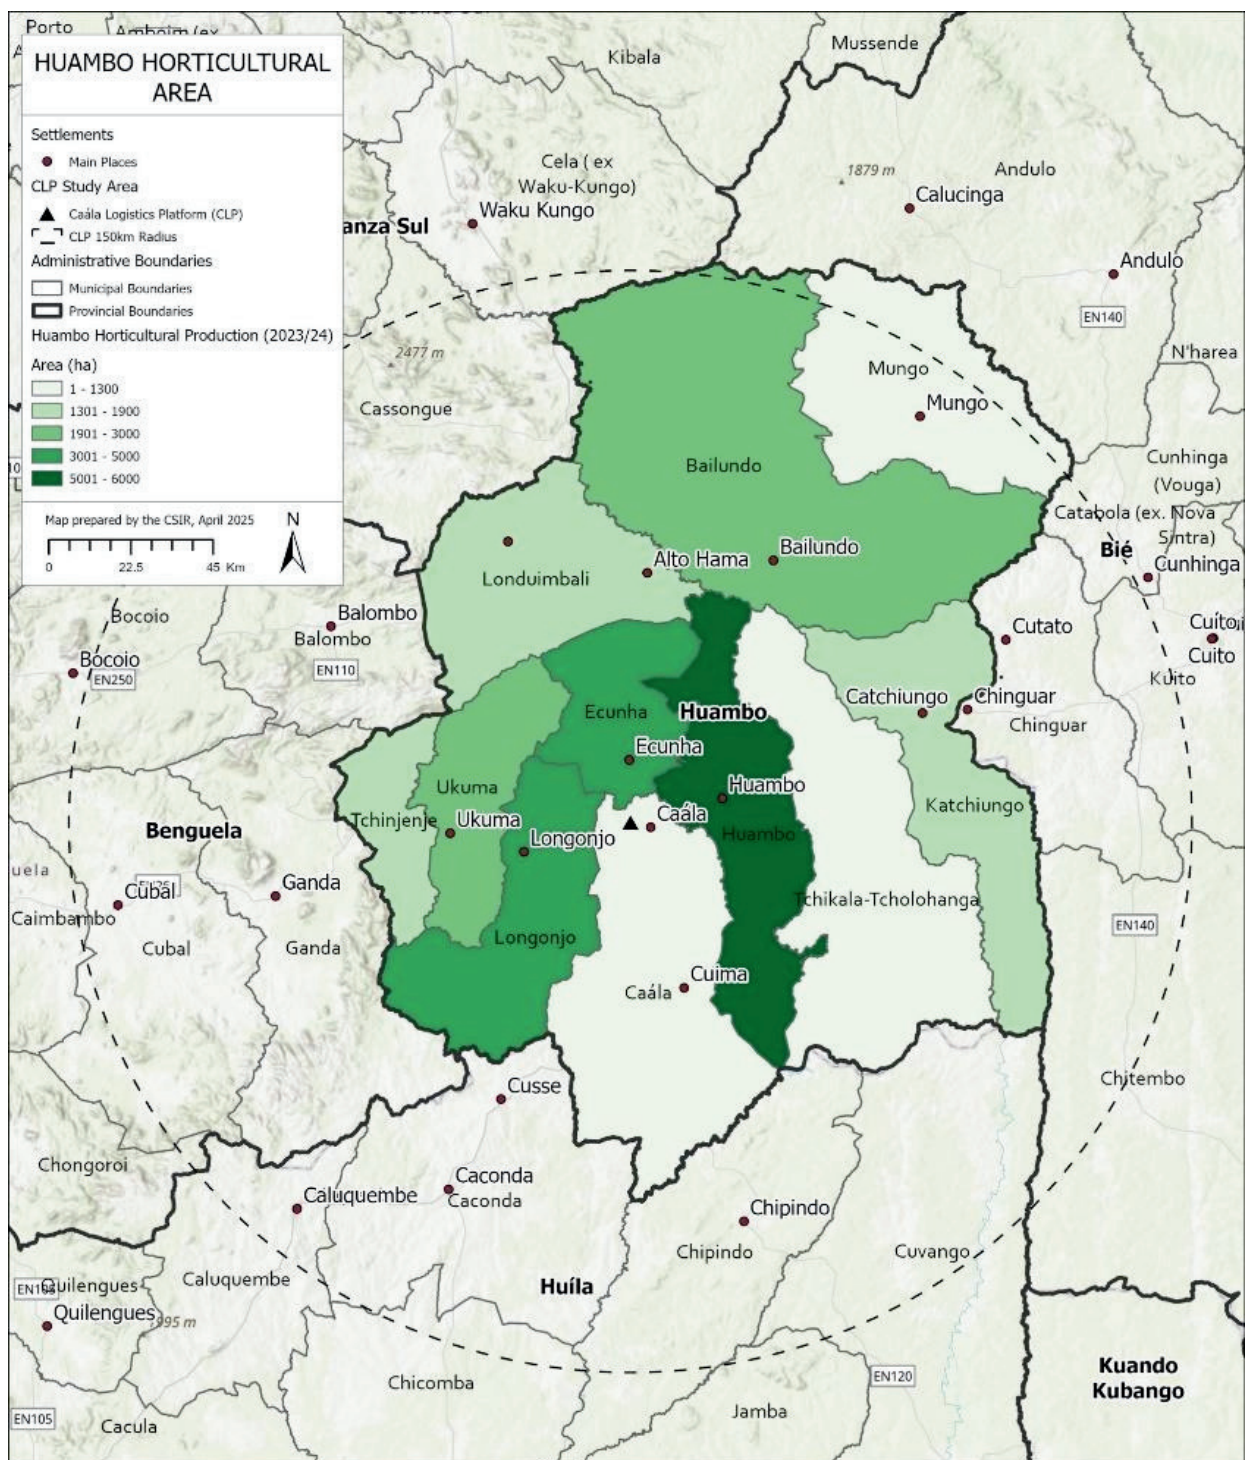 Porto
Amboim (ex
HUAMBO HORTICULTURAL
AREA
Settlements
Main Places
CLP Study Area
Caála Logistics Platform (CLP)
CLP 150km Radius
Administrative Boundaries
Municipal Boundaries
Provincial Boundaries
Huambo Horticultural Production (2023/24)
Area (ha)
1 - 1300
1301 - 1900
1901 - 3000
3001 - 5000
5001 - 6000
Map prepared by the CSIR, April 2025
N
0 22.5 45 Km
Kibala
Mussende
Cela ( ex
Waku-Kungo)
Waku Kungo
anza Sul
1879 m
Andulo
Calucinga
Andulo
EN140
N'harea
2477 m
Cassongue
Mungo
Mungo
Bailundo
Cunhinga
(Vouga)
Catabola (ex. Nova
Sintra)
Bié
Cunhinga
Londuimbali
Alto Hama
Bailundo
Bocoio
Balombo
Balombo
Bocoio
EN250
EN110
Cutato
Cuito
Kuito
Ecunha
Huambo
Catchiungo
Chinguar
Chinguar
Ecunha
Ukuma
Huambo
Katchiungo
Benguela
Tchinjenje
Ukuma
Longonjo
Caála
Huambo
uela
Cubal
Caimbambo
Ganda
Tchikala-Tcholohanga
EN140
Cubal
Ganda
Longonjo
Caála
Cuima
Chitembo
Cusse
Chongoroi
Caconda
Caconda
Caluquembe
Chipindo
Chipindo
Cuvango
Caluquembe
Huíla
EN105
Quilengues
Quilengues
1995 m
Chicomba
EN120
Kuando
Kubango
Jamba
EN105
Cacula